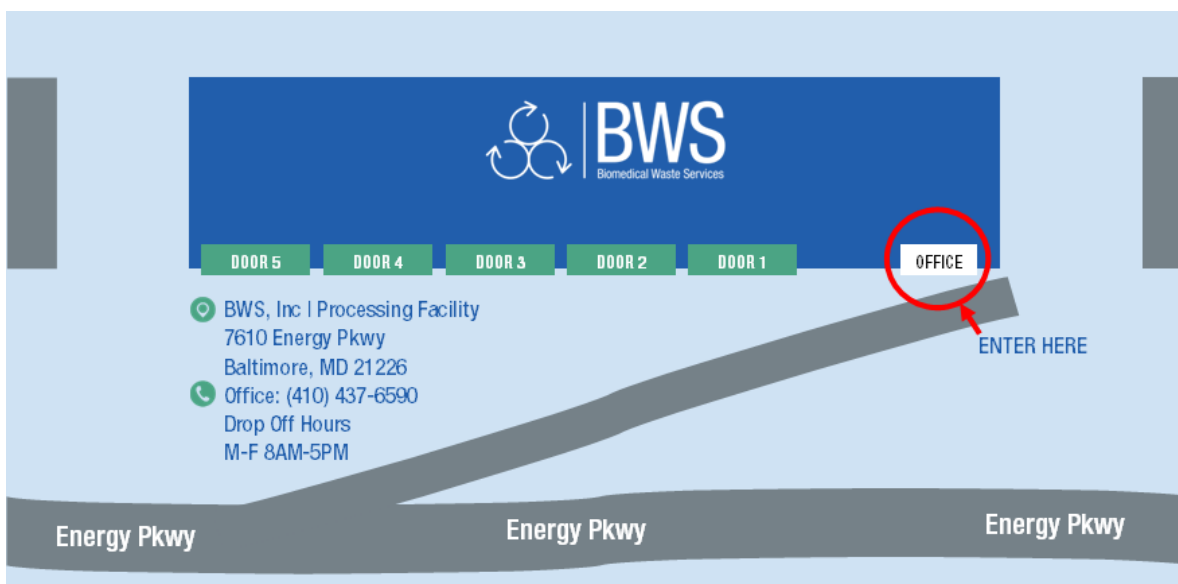 BWS
Biomedical Waste Services
DOOR 5 DOOR 4 DOOR 3 DOOR 2 DOOR 1 OFFICE
BWS, Inc | Processing Facility
7610 Energy Pkwy
Baltimore, MD 21226
Office: (410) 437-6590
Drop Off Hours
M-F 8AM-5PM
ENTER HERE
Energy Pkwy Energy Pkwy Energy Pkwy